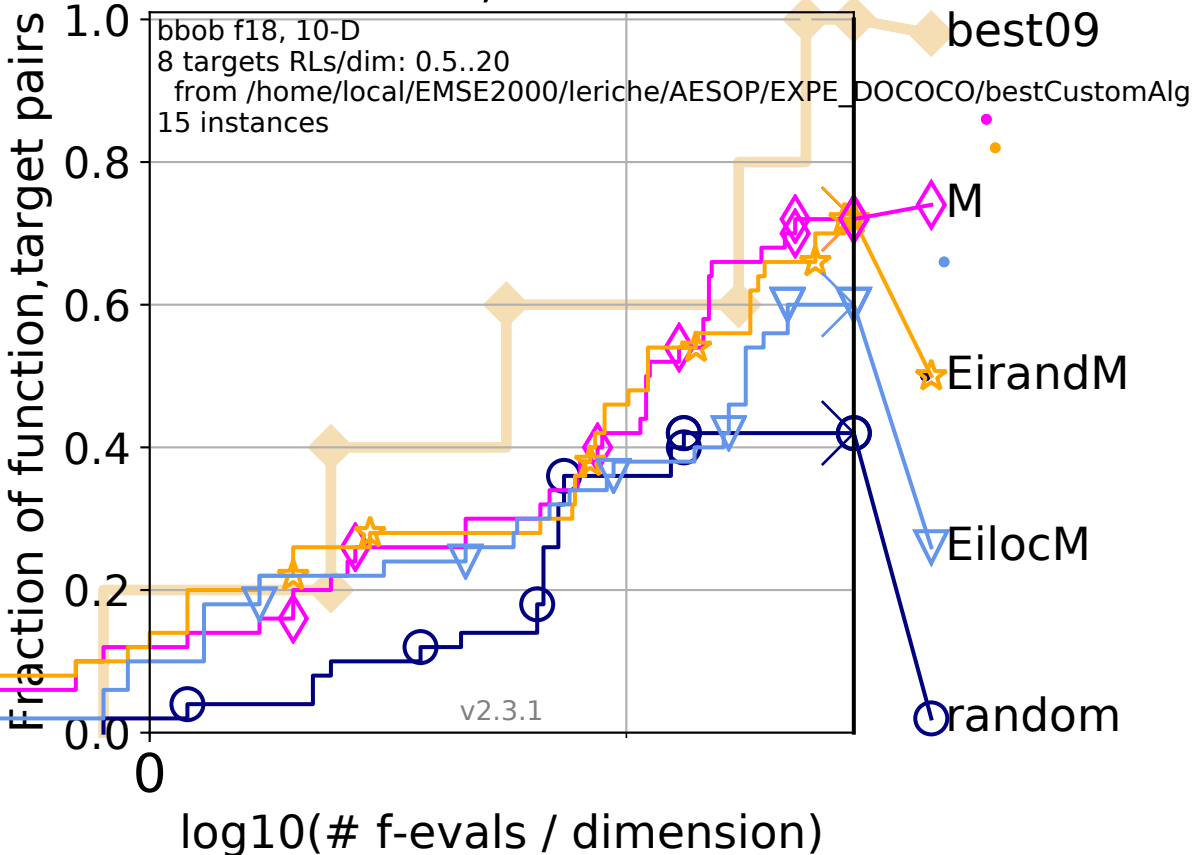 bbob f18, 10-D
8 targets RLs/dim: 0.5..20
from /home/local/EMSE2000/leriche/AESOP/EXPE_DOCOCO/bestCustomAlg
15 instances
Fraction of function,target pairs
1.0
0.8
0.6
0.4
0.2
0.0
0
log10(# f-evals / dimension)
v2.3.1
best09
M
EirandM
EilocM
random